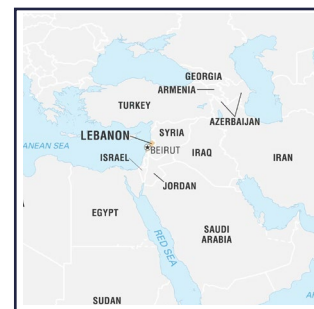 GEORGIA
ARMENIA
TURKEY
AZERBAIJAN
LEBANON
SYRIA
ANEAN SEA
BEIRUT
ISRAEL
IRAQ
IRAN
JORDAN
EGYPT
SAUDI
ARABIA
RED SEA
SUDAN